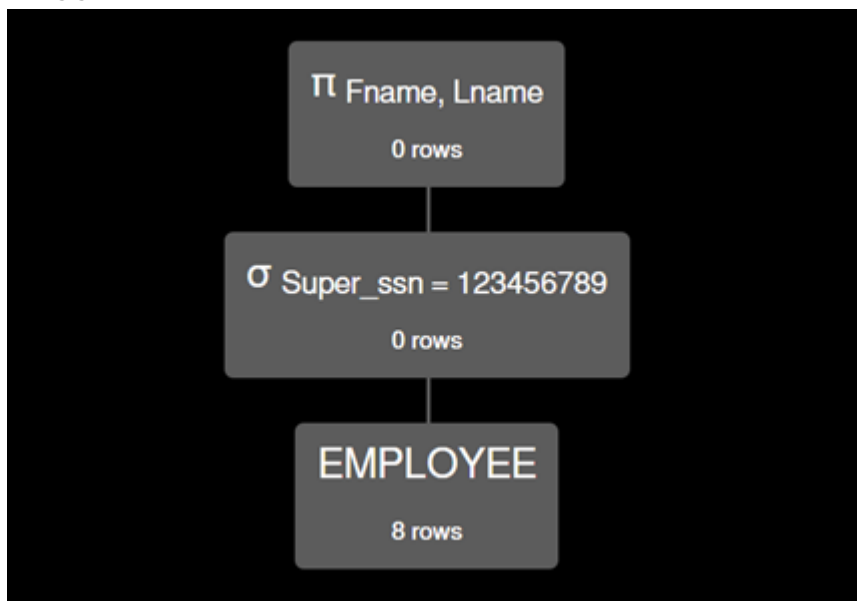 π Fname, Lname
0 rows
σ Super_ssn = 123456789
0 rows
EMPLOYEE
8 rows